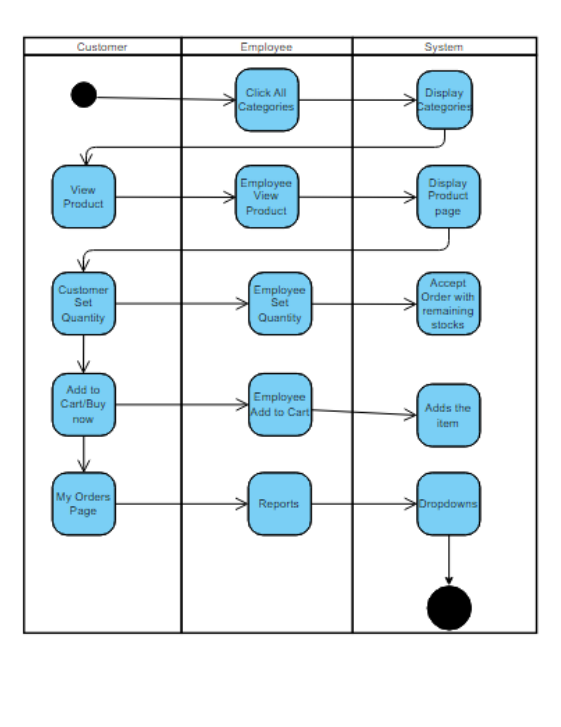 Customer
Employee
System
Click All
Categories
Display
Categories
View
Product
Employee
View
Product
Display
Product
page
Customer
Set
Quantity
Employee
Set
Quantity
Accept
Order with
remaining
stocks
Add to
Cart/Buy
now
Employee
Add to Cart
Adds the
item
My Orders
Page
Reports
Dropdowns